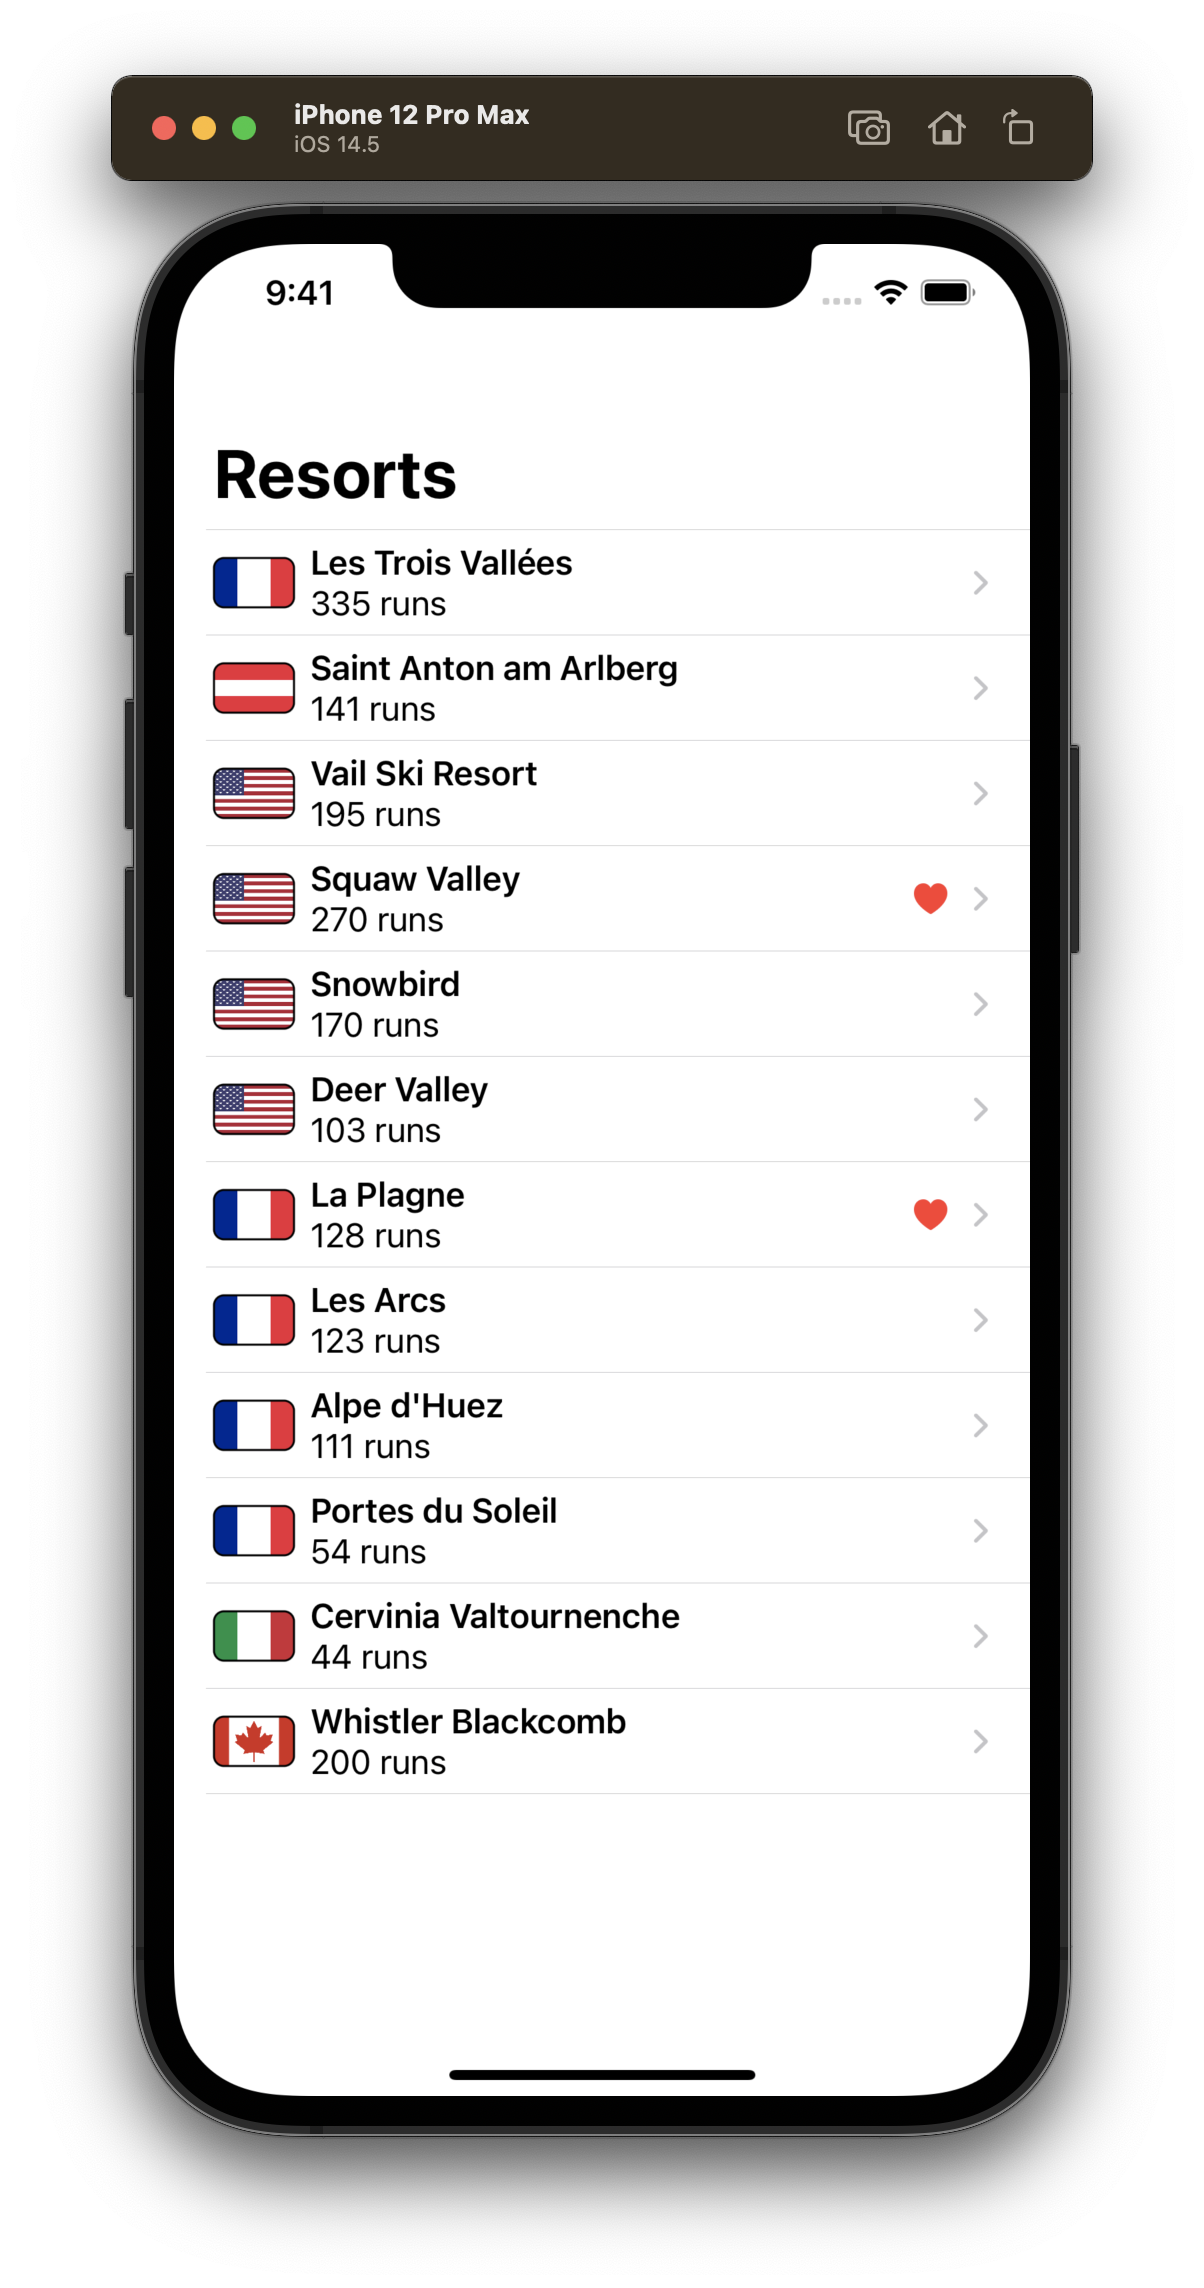 iPhone 12 Pro Max
iOS 14.5
9:41
Resorts
Les Trois Vallées
335 runs
Saint Anton am Arlberg
141 runs
Vail Ski Resort
195 runs
Squaw Valley
270 runs
Snowbird
170 runs
Deer Valley
103 runs
La Plagne
128 runs
Les Arcs
123 runs
Alpe d'Huez
111 runs
Portes du Soleil
54 runs
Cervinia Valtournenche
44 runs
Whistler Blackcomb
200 runs